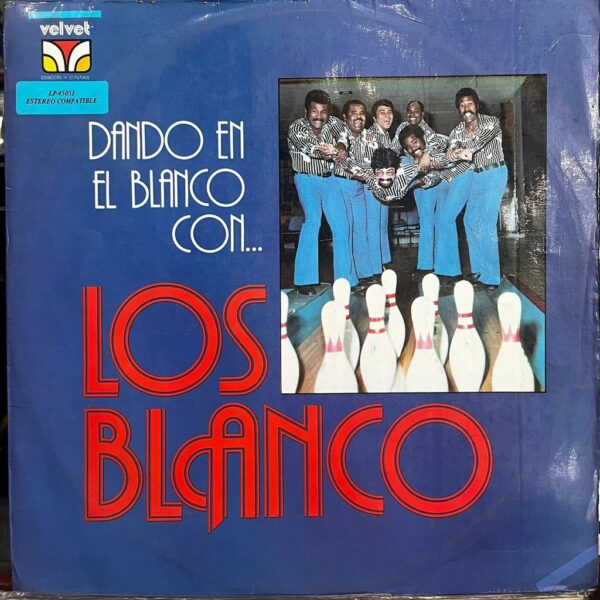 velvet
DISCOS Y CINTAS
LP-45051
ESTEREO COMPATIBLE
DANDO EN
EL BLANCO
CON...
LOS
BLANCO